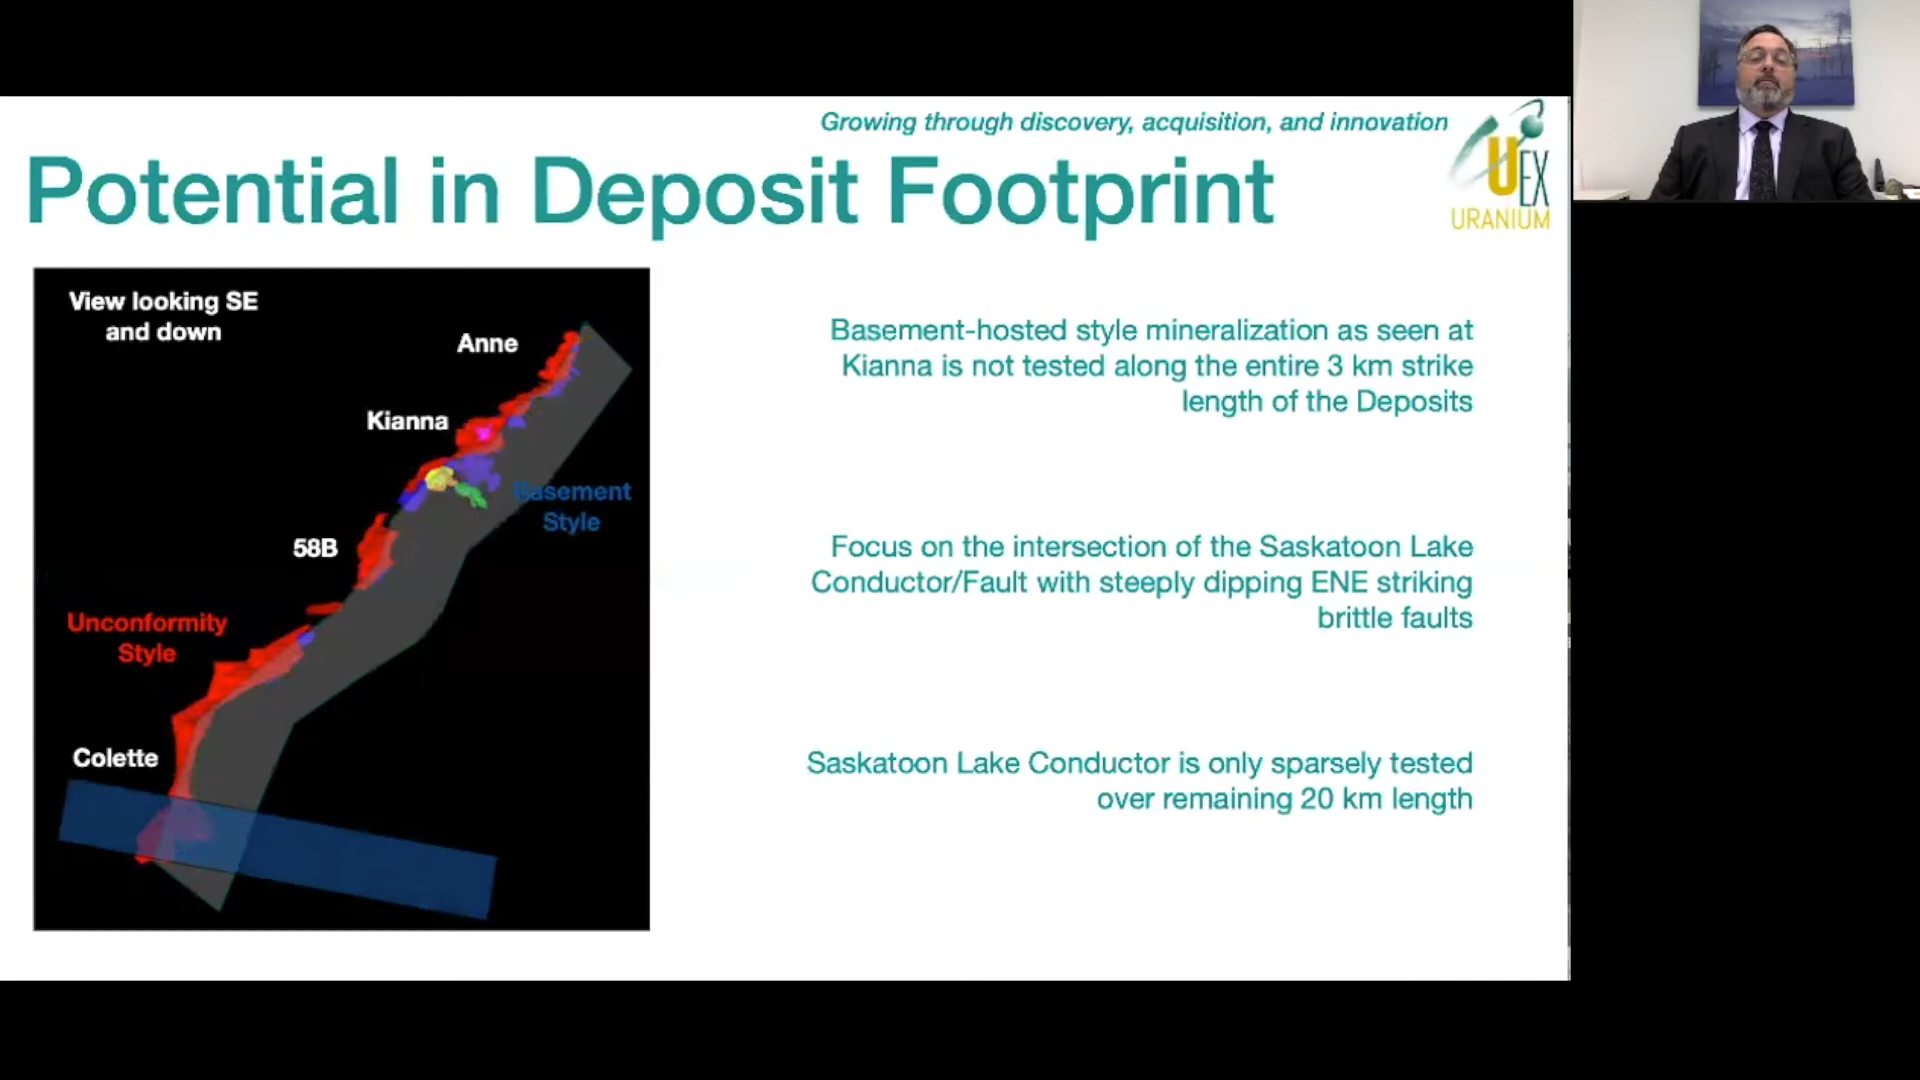 Growing through discovery, acquisition, and innovation
UEX
URANIUM
Potential in Deposit Footprint
View looking SE
and down
Anne
Kianna
Basement
Style
58B
Unconformity
Style
Colette
Basement-hosted style mineralization as seen at
Kianna is not tested along the entire 3 km strike
length of the Deposits
Focus on the intersection of the Saskatoon Lake
Conductor/Fault with steeply dipping ENE striking
brittle faults
Saskatoon Lake Conductor is only sparsely tested
over remaining 20 km length